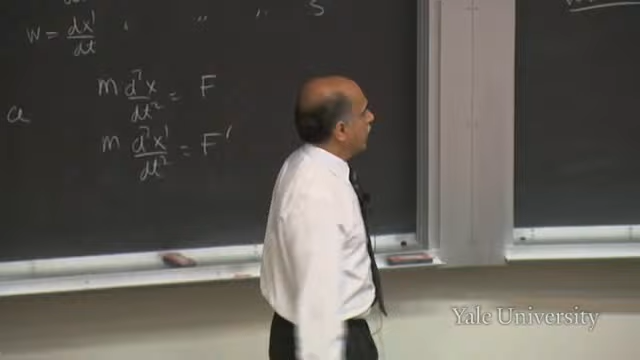 w = dx'/dt " " S'
m d²x/dt² = F
a
m d²x'/dt² = F'
Yale University